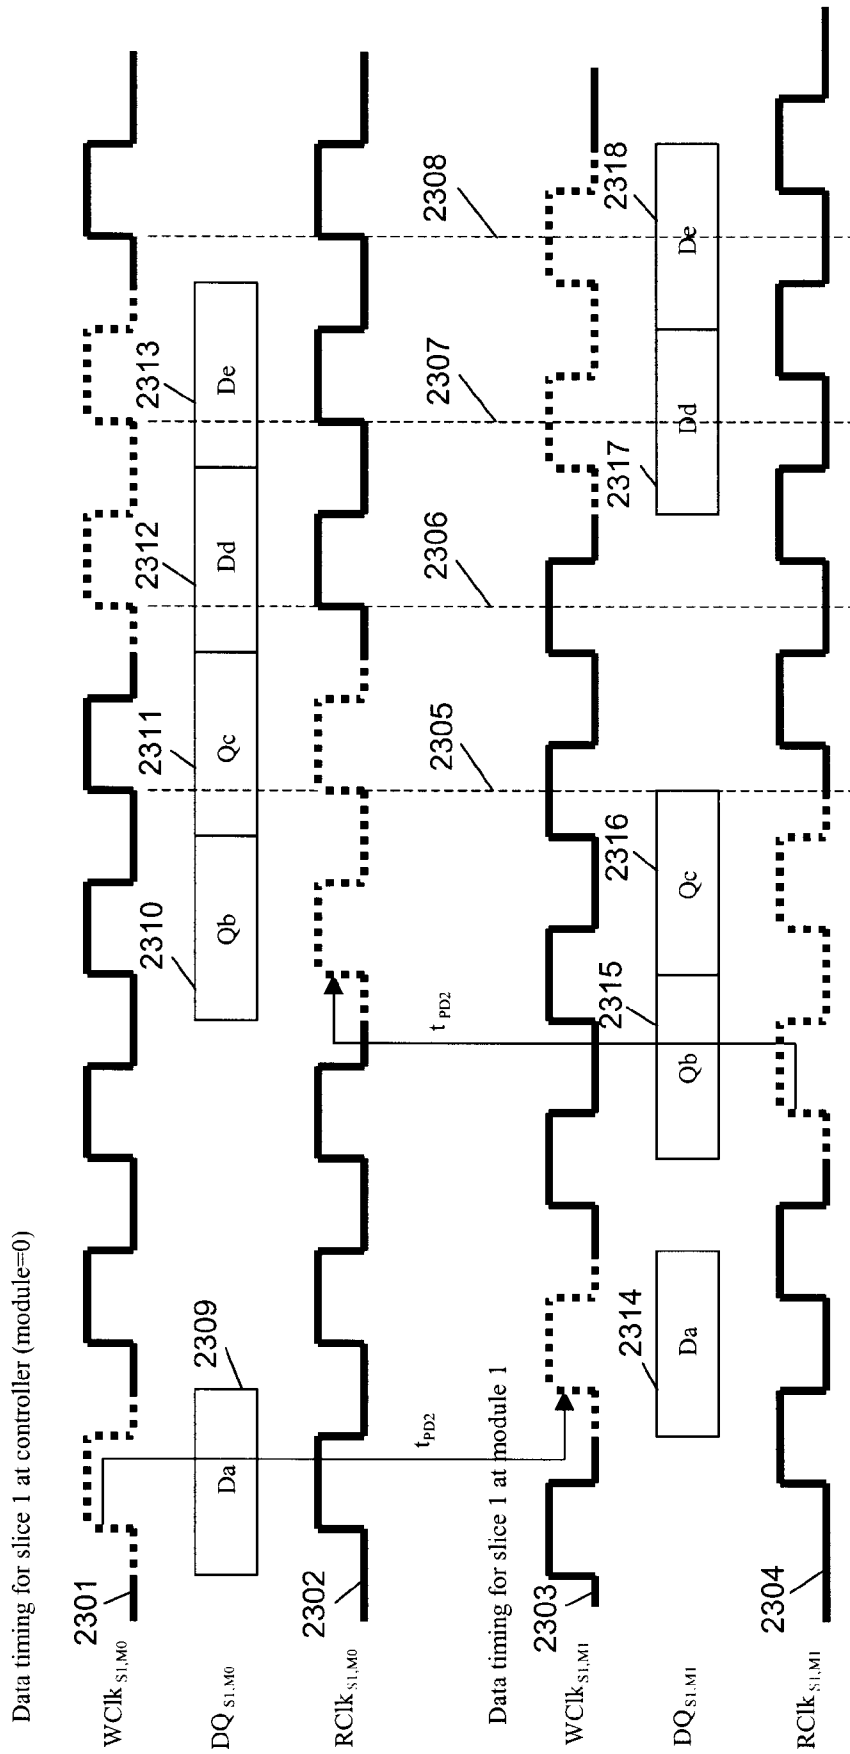 Data timing for slice 1 at controller (module=0)
WClk S1,M0
2301
DQ S1,M0
Da
2309
Qb
2310
Qc
2311
Dd
2312
De
2313
RClk S1,M0
2302
tPD2
tPD2
2305
2306
2307
2308
Data timing for slice 1 at module 1
WClk S1,M1
2303
DQ S1,M1
Da
2314
Qb
2315
Qc
2316
Dd
2317
De
2318
RClk S1,M1
2304